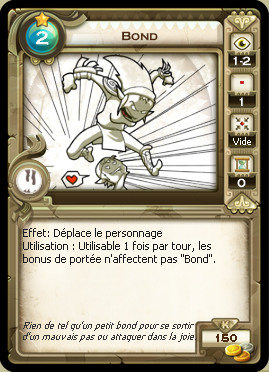 2
Bond
1-2
1
Vide
0
Effet: Déplace le personnage
Utilisation : Utilisable 1 fois par tour, les
bonus de portée n'affectent pas "Bond".
Rien de tel qu'un petit bond pour se sortir
d'un mauvais pas ou attaquer dans la joie
K
150